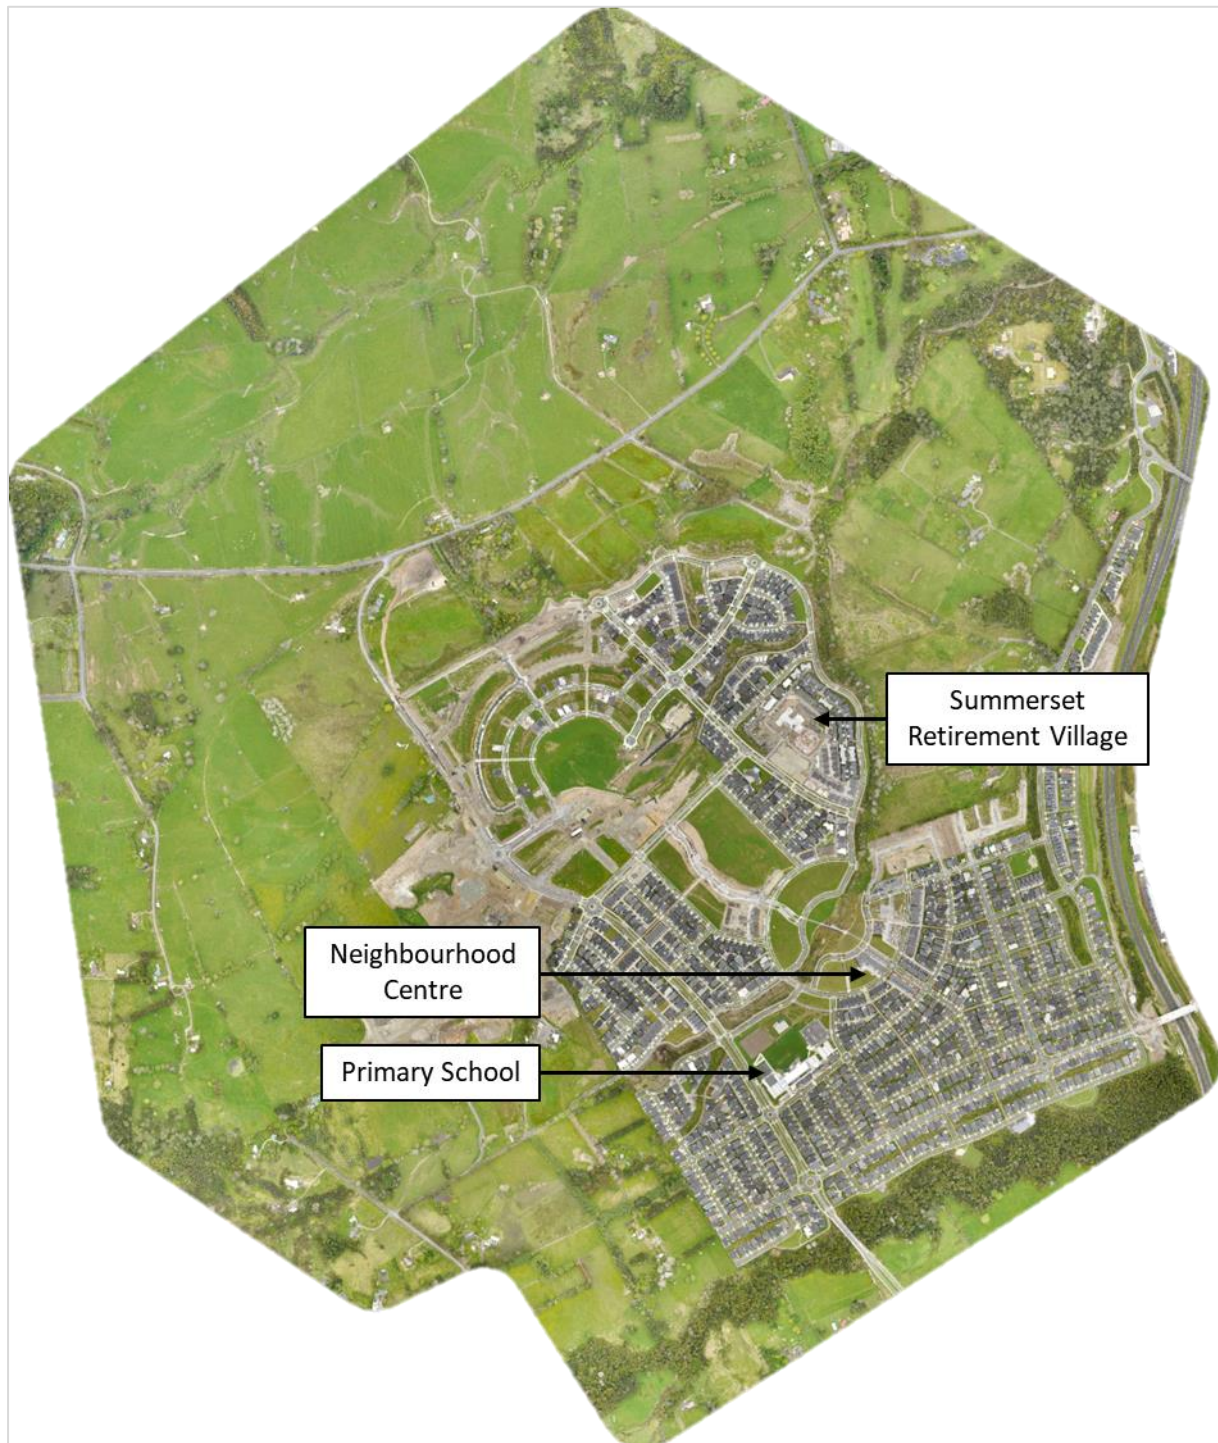 Summerset
Retirement Village
Neighbourhood
Centre
Primary School